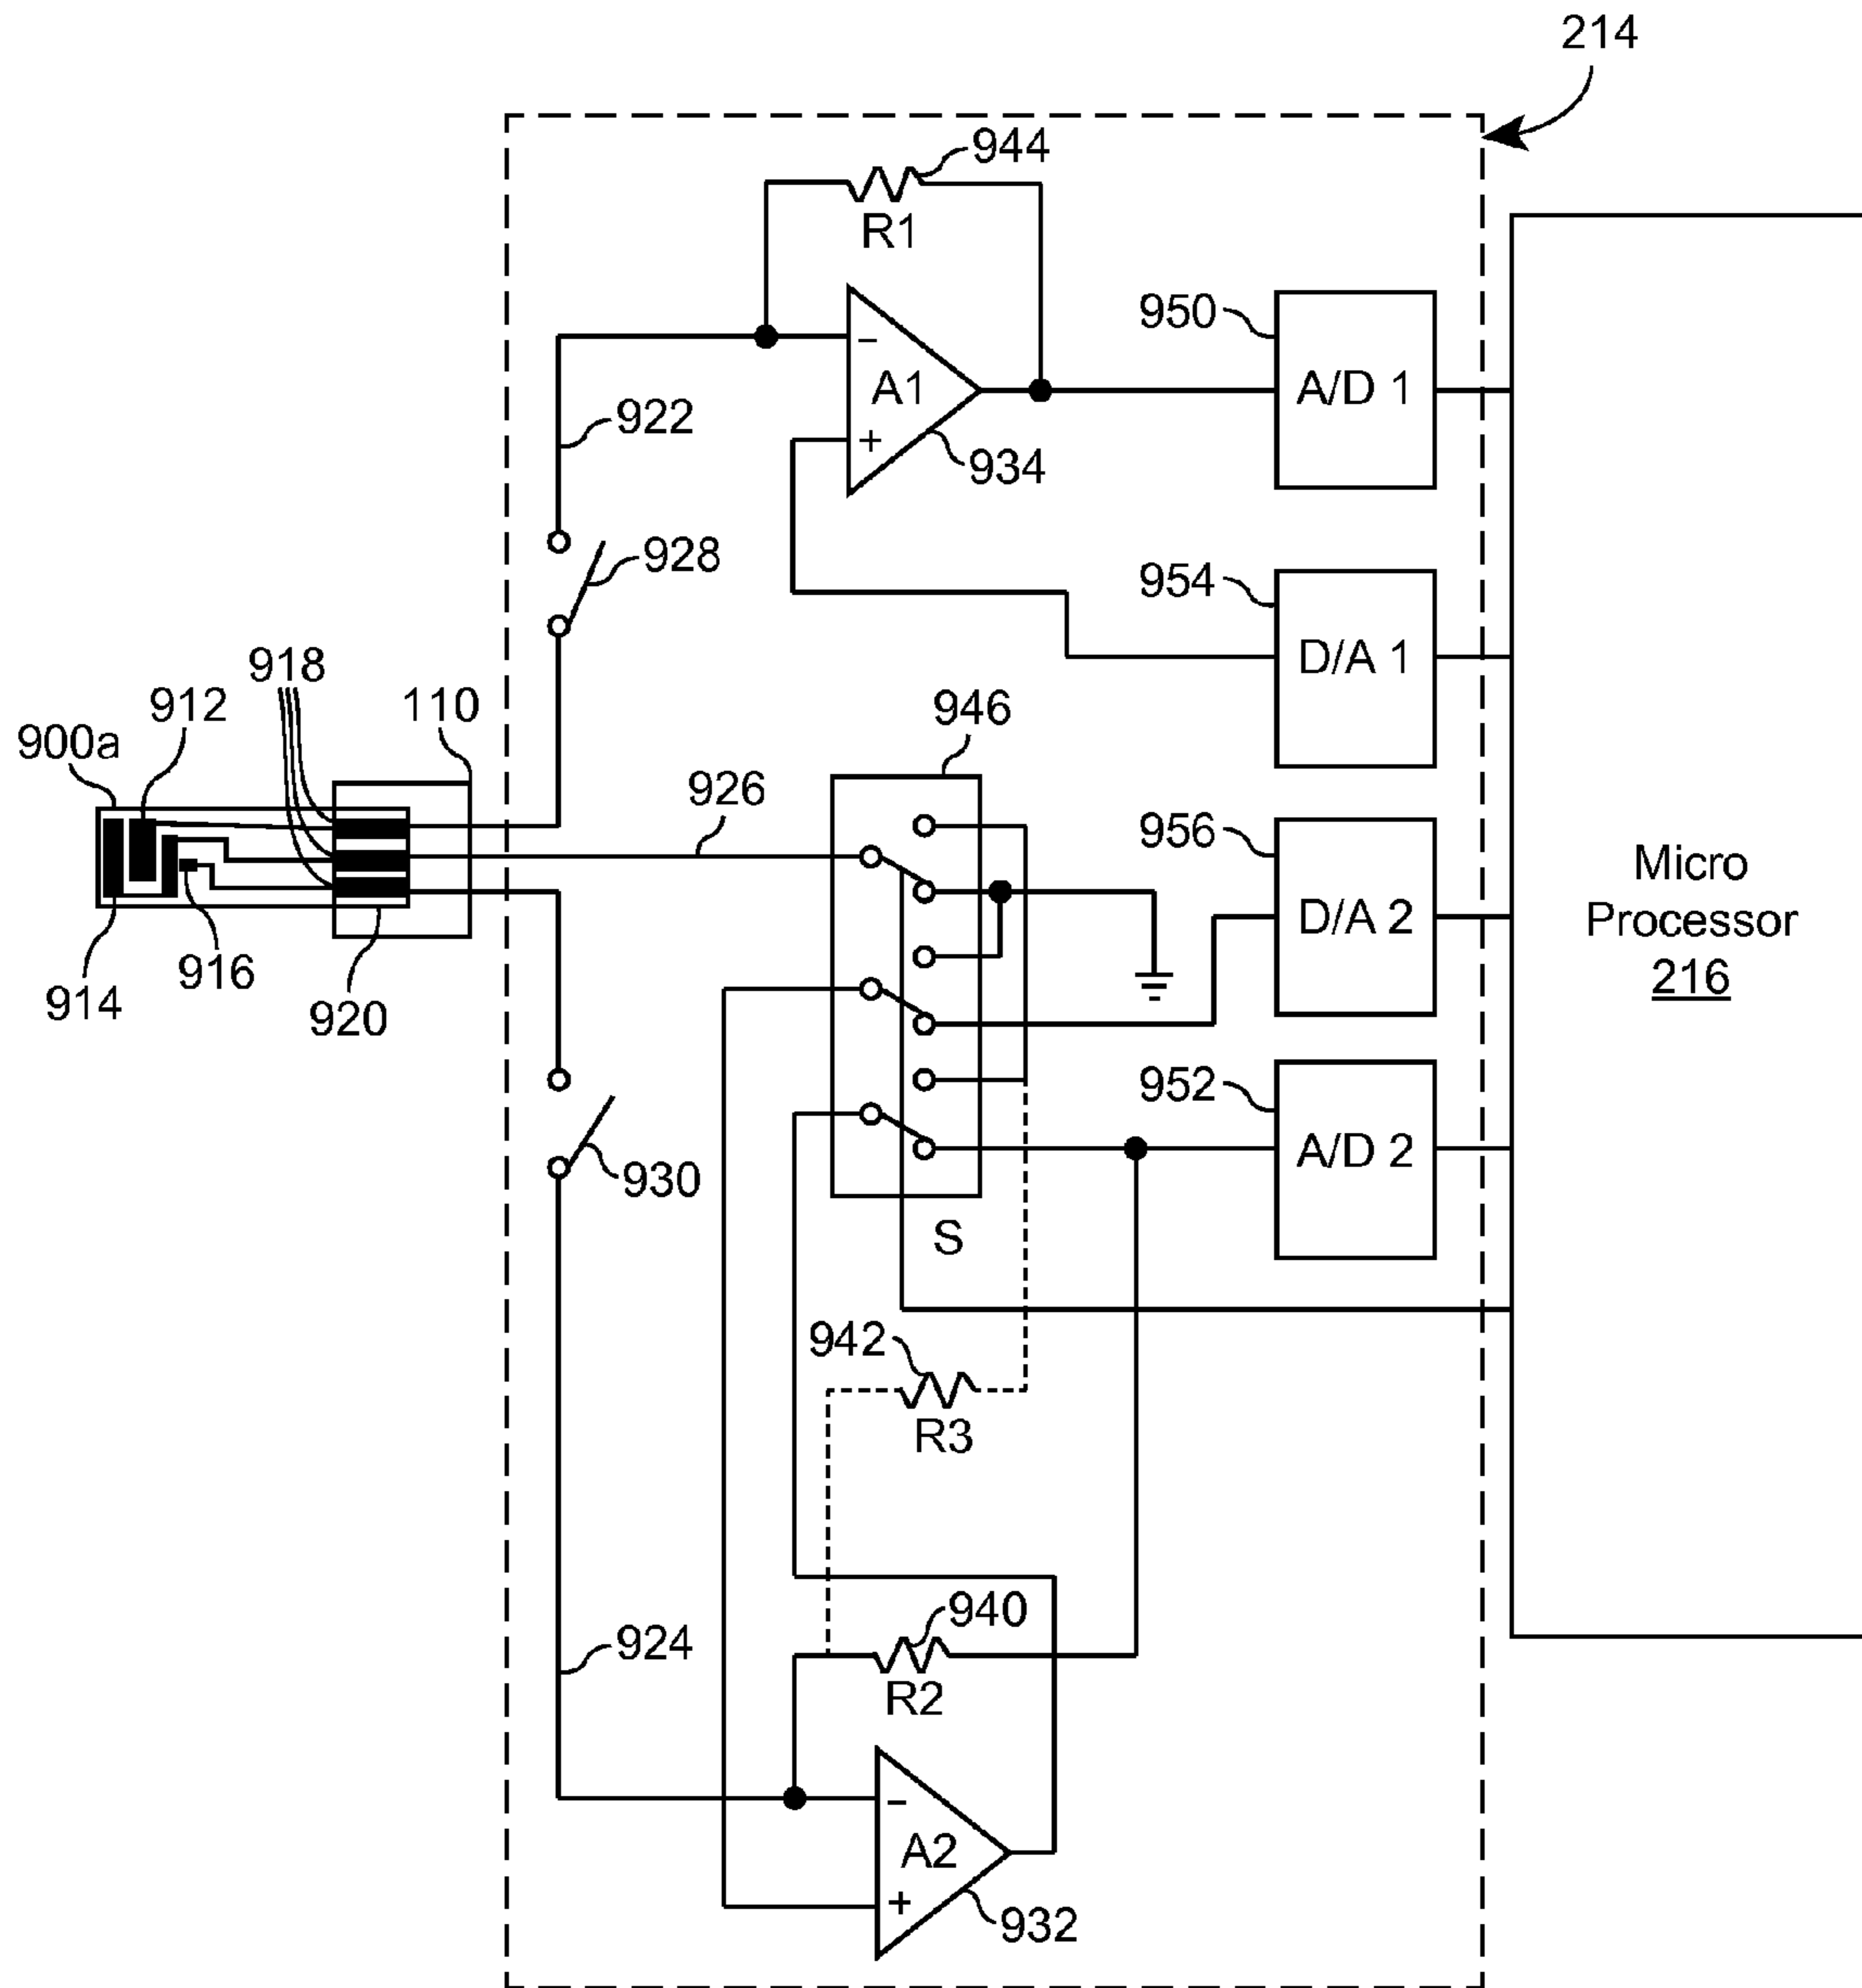 214
944
R1
950
A/D 1
−
A1
+
934
922
928
954
D/A 1
918
912
110
900a
946
926
956
D/A 2
Micro
Processor
216
914
916
920
952
A/D 2
930
S
942
R3
940
R2
924
−
A2
+
932